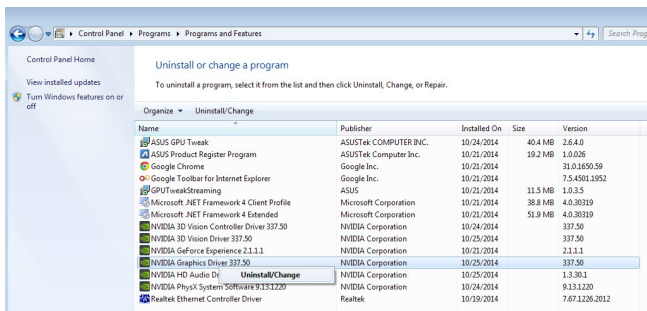 Control Panel ▸ Programs ▸ Programs and Features
Search Prog
Control Panel Home
View installed updates
Turn Windows features on or
off
Uninstall or change a program
To uninstall a program, select it from the list and then click Uninstall, Change, or Repair.
Organize Uninstall/Change
Name Publisher Installed On Size Version
ASUS GPU Tweak ASUSTek COMPUTER INC. 10/24/2014 40.4 MB 2.6.4.0
ASUS Product Register Program ASUSTek Computer Inc. 10/21/2014 19.2 MB 1.0.026
Google Chrome Google Inc. 10/21/2014 31.0.1650.59
Google Toolbar for Internet Explorer Google Inc. 10/21/2014 7.5.4501.1952
GPUTweakStreaming ASUS 10/21/2014 11.5 MB 1.0.3.5
Microsoft .NET Framework 4 Client Profile Microsoft Corporation 10/21/2014 38.8 MB 4.0.30319
Microsoft .NET Framework 4 Extended Microsoft Corporation 10/21/2014 51.9 MB 4.0.30319
NVIDIA 3D Vision Controller Driver 337.50 NVIDIA Corporation 10/24/2014 337.50
NVIDIA 3D Vision Driver 337.50 NVIDIA Corporation 10/25/2014 337.50
NVIDIA GeForce Experience 2.1.1.1 NVIDIA Corporation 10/21/2014 2.1.1.1
NVIDIA Graphics Driver 337.50 NVIDIA Corporation 10/25/2014 337.50
NVIDIA HD Audio Dr Uninstall/Change NVIDIA Corporation 10/25/2014 1.3.30.1
NVIDIA PhysX System Software 9.13.1220 NVIDIA Corporation 10/24/2014 9.13.1220
Realtek Ethernet Controller Driver Realtek 10/19/2014 7.67.1226.2012